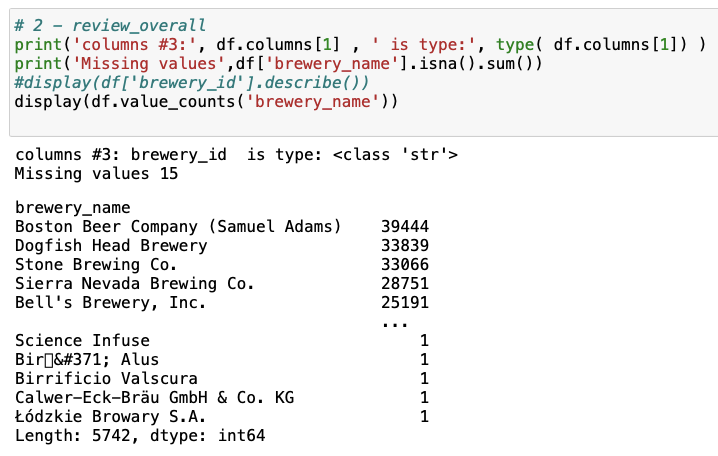 # 2 - review_overall
print('columns #3:', df.columns[1] , ' is type:', type( df.columns[1]) )
print('Missing values',df['brewery_name'].isna().sum())
#display(df['brewery_id'].describe())
display(df.value_counts('brewery_name'))
columns #3: brewery_id  is type: <class 'str'>
Missing values 15
brewery_name
Boston Beer Company (Samuel Adams)    39444
Dogfish Head Brewery                  33839
Stone Brewing Co.                     33066
Sierra Nevada Brewing Co.             28751
Bell's Brewery, Inc.                  25191
                                      ...
Science Infuse                            1
Bir&#371; Alus                           1
Birrificio Valscura                       1
Calwer-Eck-Bräu GmbH & Co. KG             1
Łódzkie Browary S.A.                      1
Length: 5742, dtype: int64